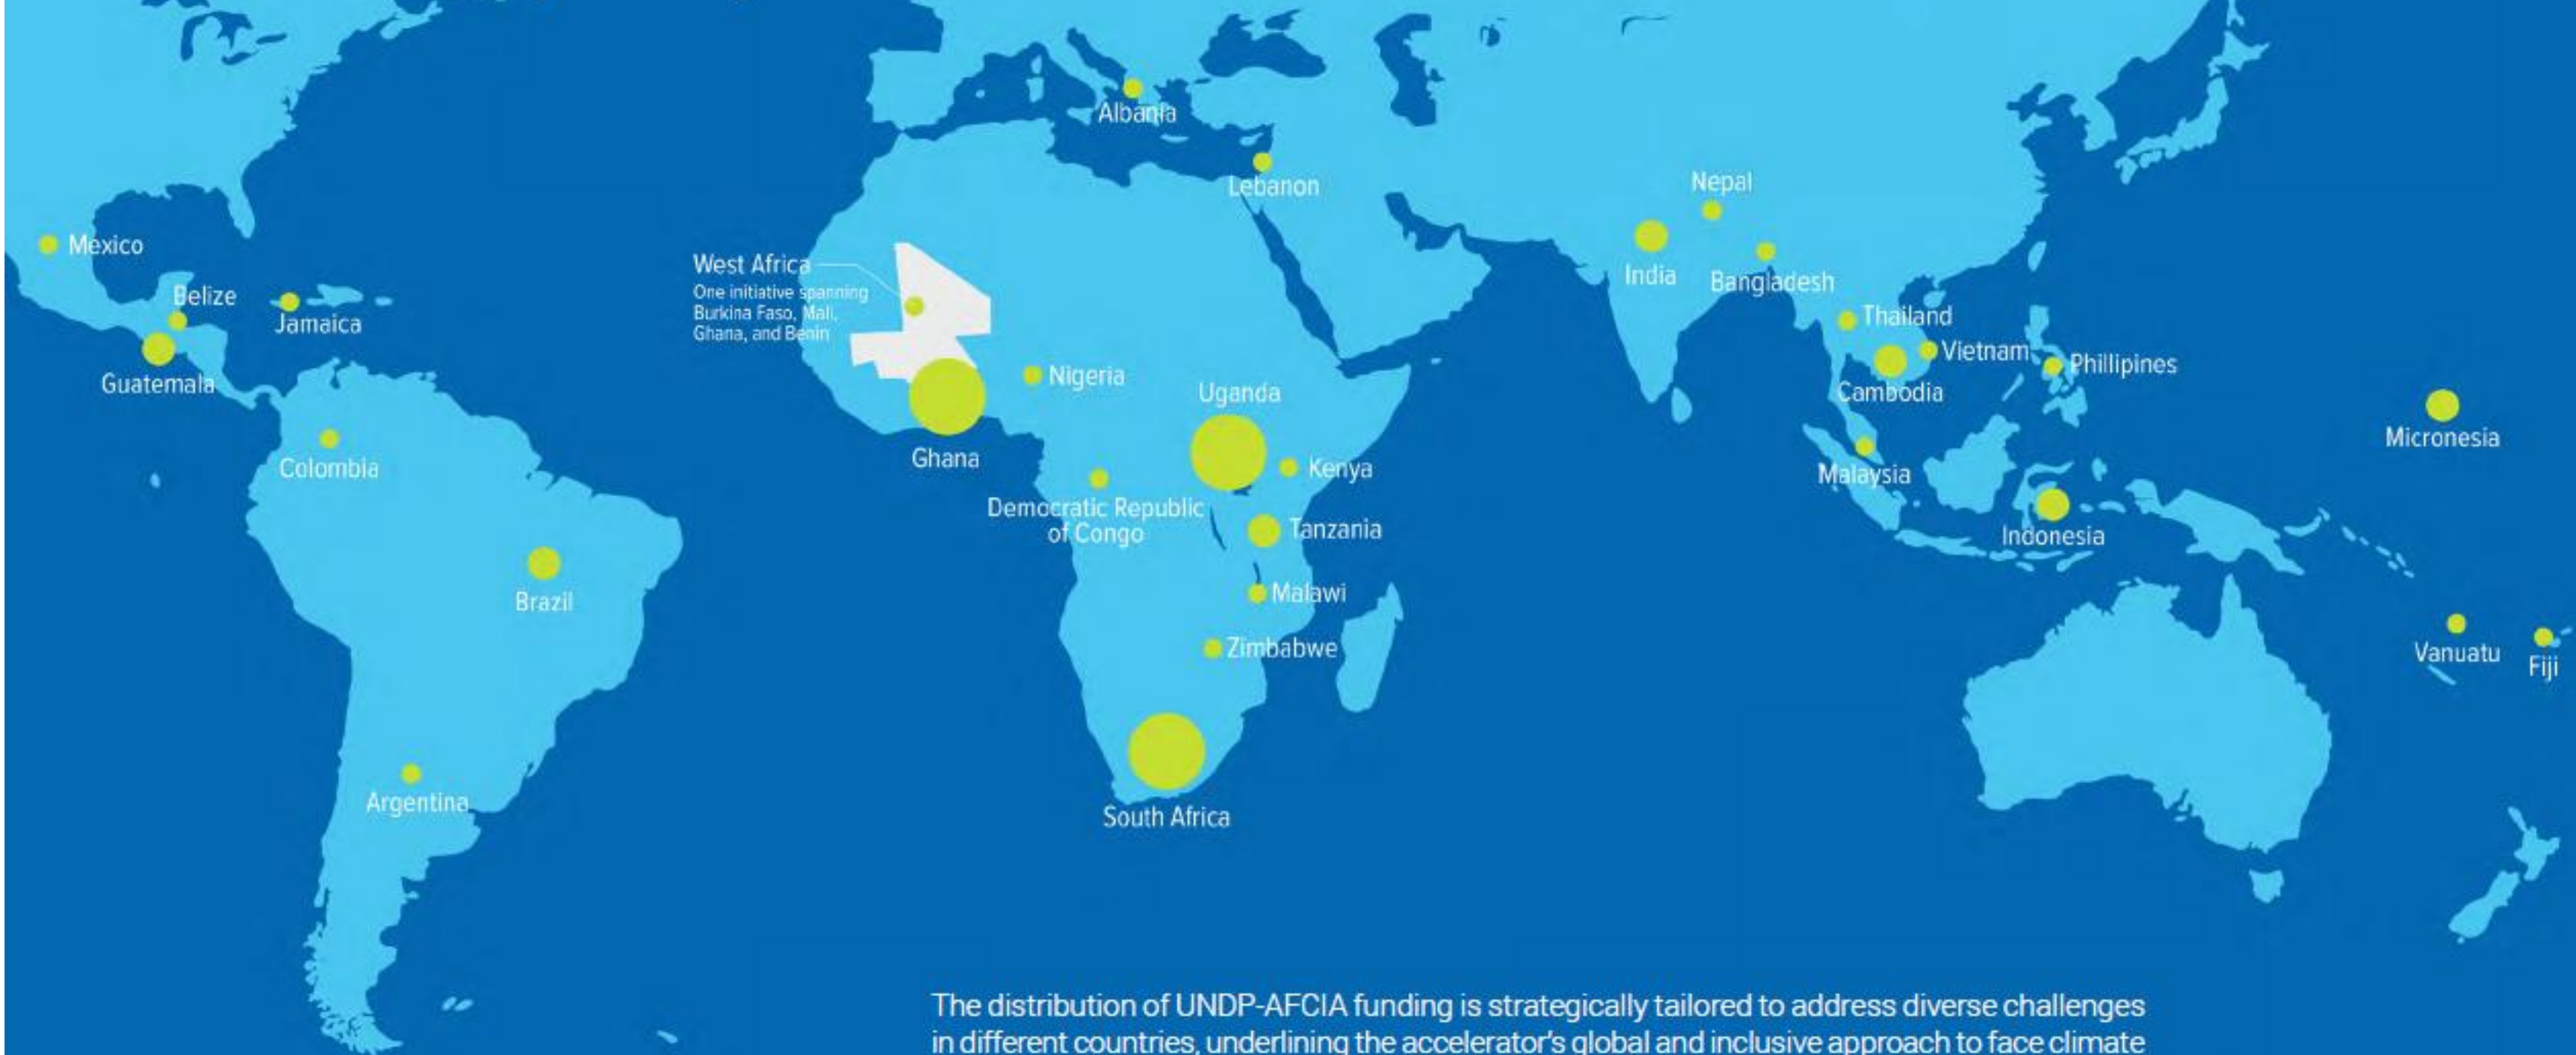 Albania
Lebanon
Nepal
Mexico
West Africa
One initiative spanning
Burkina Faso, Mali,
Ghana, and Benin
India
Bangladesh
Belize
Jamaica
Thailand
Vietnam
Phillipines
Guatemala
Nigeria
Uganda
Cambodia
Micronesia
Colombia
Ghana
Kenya
Malaysia
Democratic Republic
of Congo
Tanzania
Indonesia
Brazil
Malawi
Zimbabwe
Vanuatu
Fiji
Argentina
South Africa
The distribution of UNDP-AFCIA funding is strategically tailored to address diverse challenges
in different countries, underlining the accelerator's global and inclusive approach to face climate